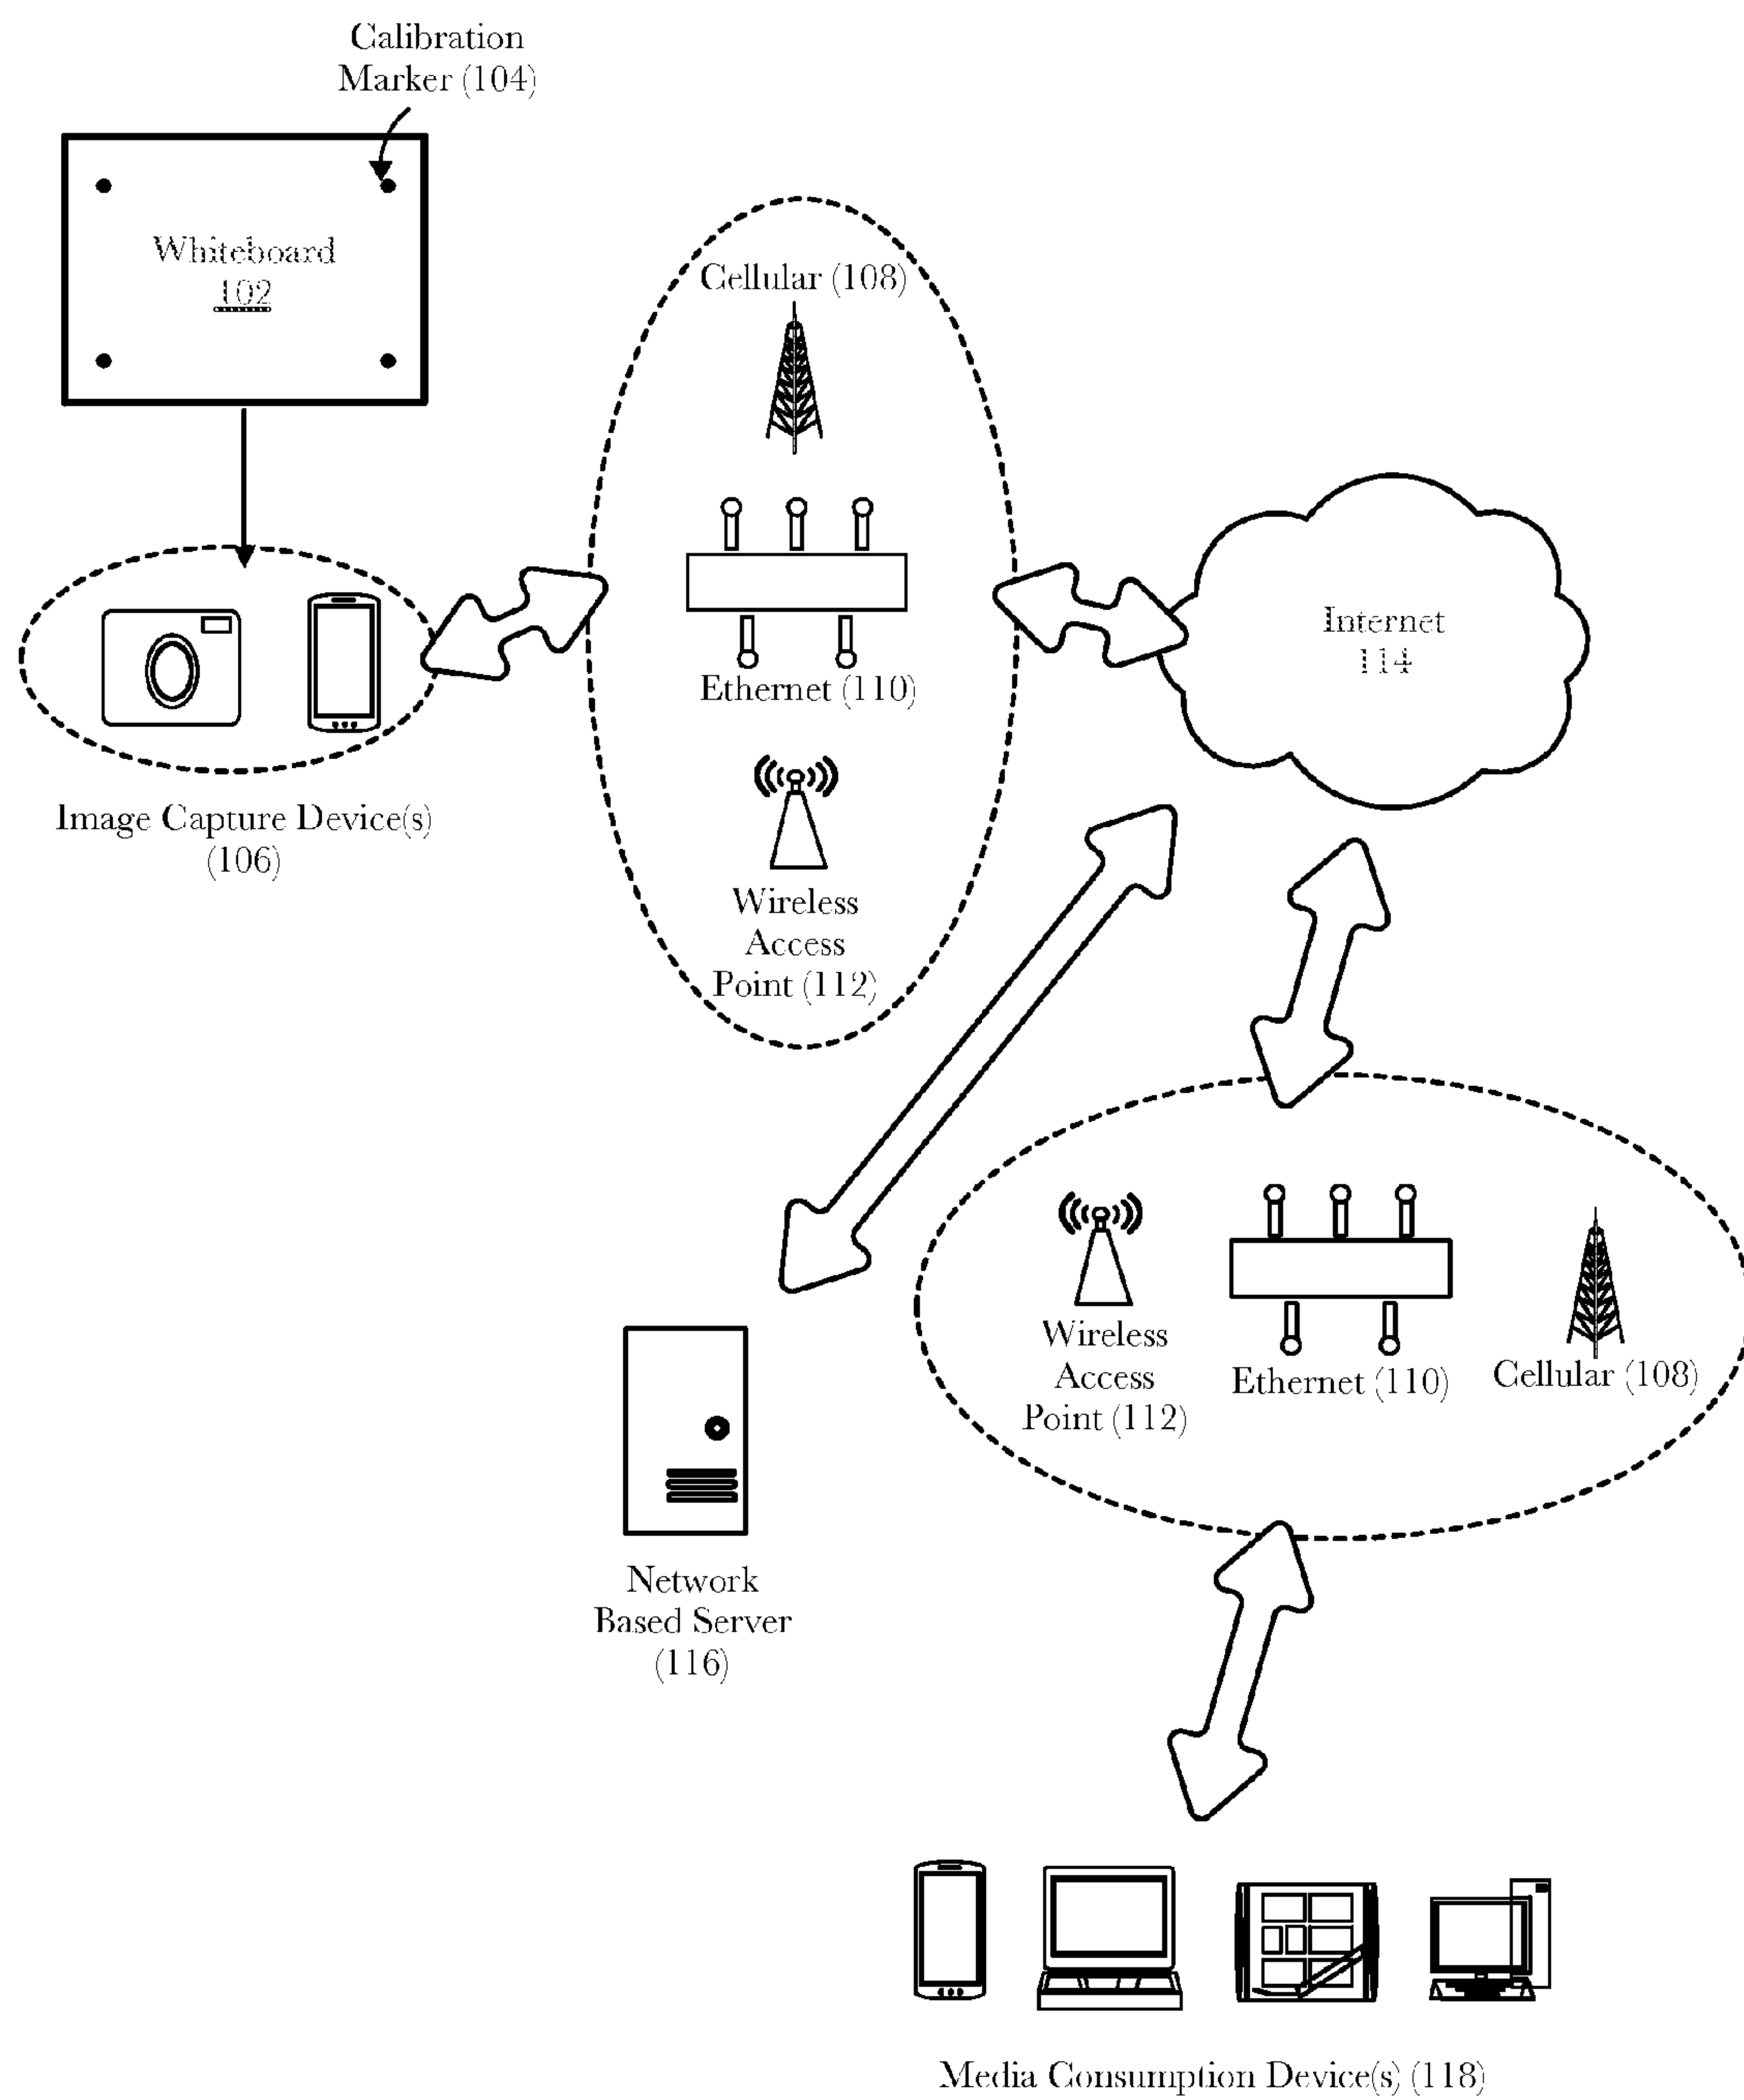 Calibration
Marker (104)
Whiteboard
102
Cellular (108)
Ethernet (110)
Internet
114
Image Capture Device(s)
(106)
Wireless
Access
Point (112)
Wireless
Access
Point (112)
Ethernet (110)
Cellular (108)
Network
Based Server
(116)
Media Consumption Device(s) (118)